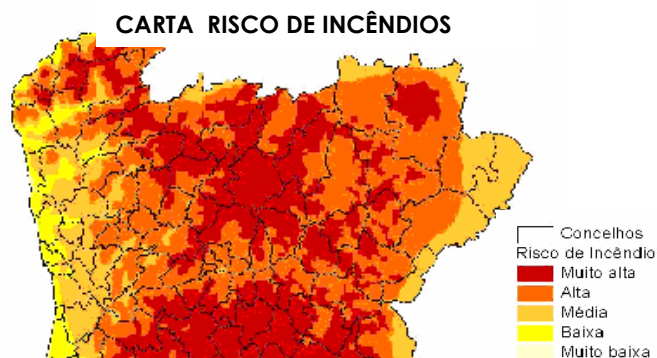 CARTA RISCO DE INCÊNDIOS
Concelhos
Risco de Incêndio
Muito alta
Alta
Média
Baixa
Muito baixa